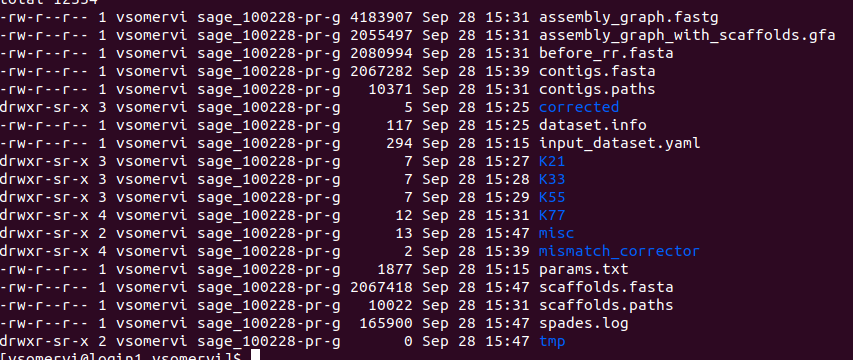 total 12334
-rw-r--r-- 1 vsomervi sage_100228-pr-g 4183907 Sep 28 15:31 assembly_graph.fastg
-rw-r--r-- 1 vsomervi sage_100228-pr-g 2055497 Sep 28 15:31 assembly_graph_with_scaffolds.gfa
-rw-r--r-- 1 vsomervi sage_100228-pr-g 2080994 Sep 28 15:31 before_rr.fasta
-rw-r--r-- 1 vsomervi sage_100228-pr-g 2067282 Sep 28 15:39 contigs.fasta
-rw-r--r-- 1 vsomervi sage_100228-pr-g 10371 Sep 28 15:31 contigs.paths
drwxr-sr-x 3 vsomervi sage_100228-pr-g 5 Sep 28 15:25 corrected
-rw-r--r-- 1 vsomervi sage_100228-pr-g 117 Sep 28 15:25 dataset.info
-rw-r--r-- 1 vsomervi sage_100228-pr-g 294 Sep 28 15:15 input_dataset.yaml
drwxr-sr-x 3 vsomervi sage_100228-pr-g 7 Sep 28 15:27 K21
drwxr-sr-x 3 vsomervi sage_100228-pr-g 7 Sep 28 15:28 K33
drwxr-sr-x 3 vsomervi sage_100228-pr-g 7 Sep 28 15:29 K55
drwxr-sr-x 4 vsomervi sage_100228-pr-g 12 Sep 28 15:31 K77
drwxr-sr-x 2 vsomervi sage_100228-pr-g 13 Sep 28 15:47 misc
drwxr-sr-x 4 vsomervi sage_100228-pr-g 2 Sep 28 15:39 mismatch_corrector
-rw-r--r-- 1 vsomervi sage_100228-pr-g 1877 Sep 28 15:15 params.txt
-rw-r--r-- 1 vsomervi sage_100228-pr-g 2067418 Sep 28 15:47 scaffolds.fasta
-rw-r--r-- 1 vsomervi sage_100228-pr-g 10022 Sep 28 15:31 scaffolds.paths
-rw-r--r-- 1 vsomervi sage_100228-pr-g 165900 Sep 28 15:47 spades.log
drwxr-sr-x 2 vsomervi sage_100228-pr-g 0 Sep 28 15:47 tmp
[vsomervi@login1 vsomervi]$